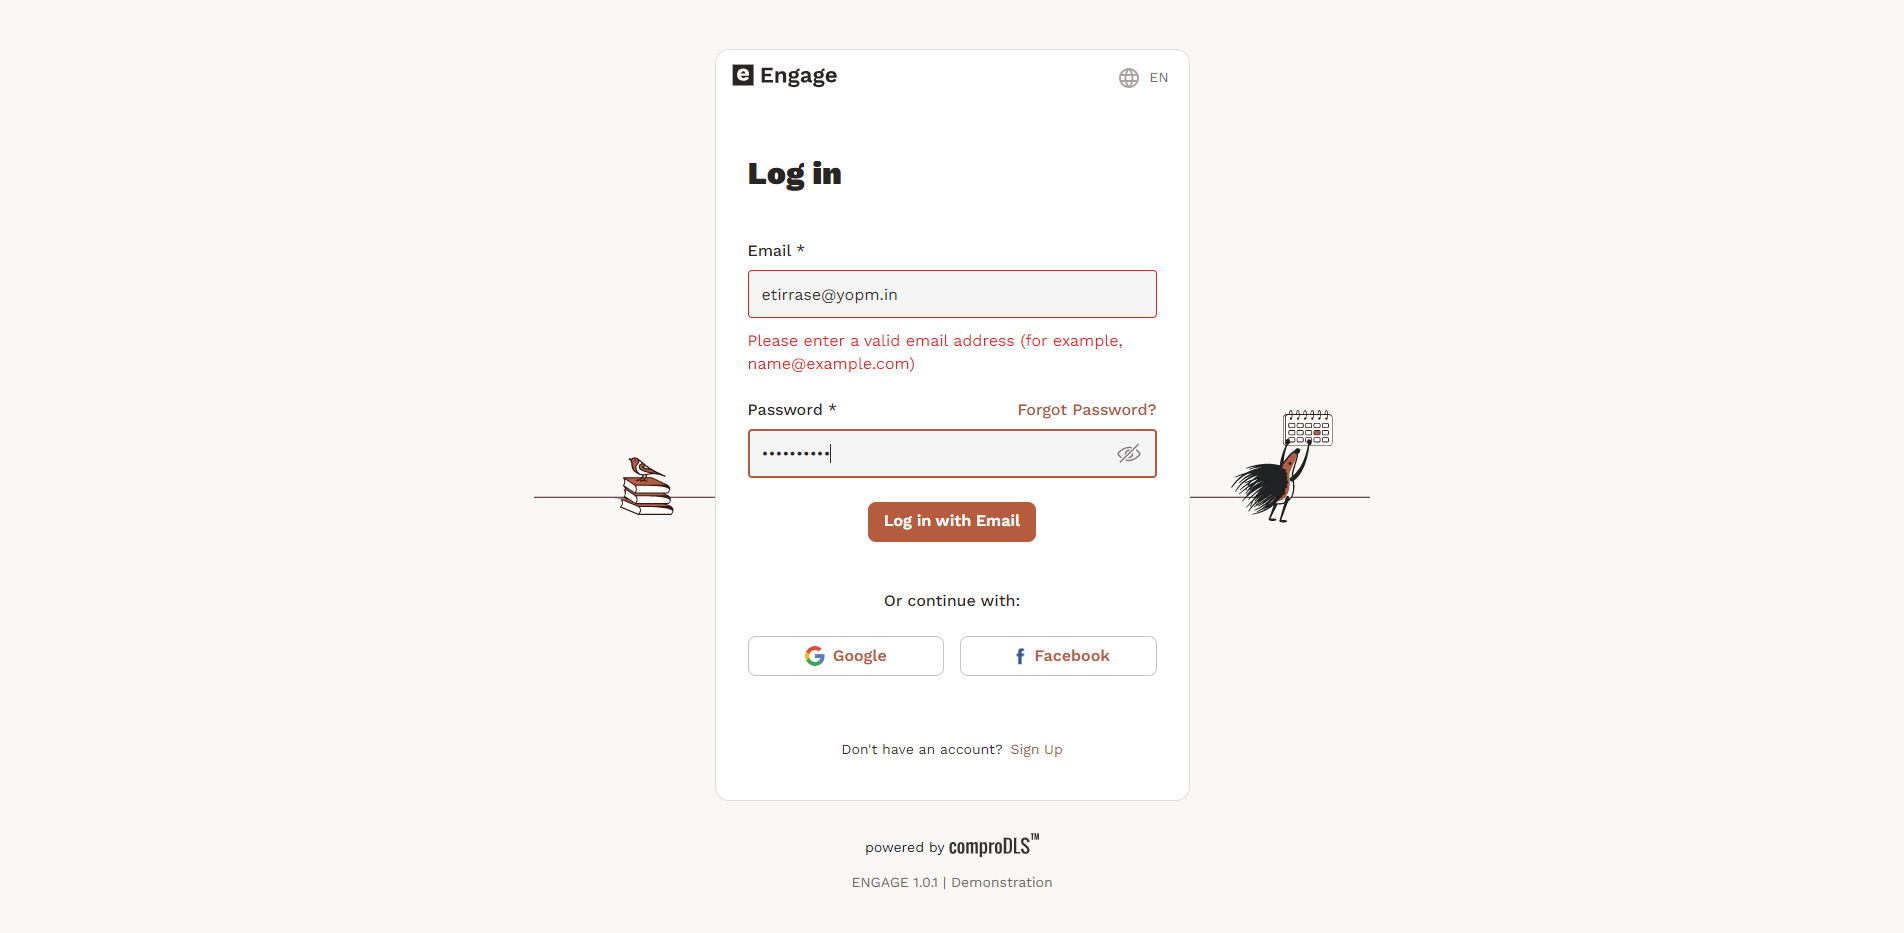 e Engage
EN
Log in
Email *
etirrase@yopm.in
Please enter a valid email address (for example,
name@example.com)
Password *
Forgot Password?
••••••••••
Log in with Email
Or continue with:
Google
Facebook
Don't have an account? Sign Up
powered by comproDLS™
ENGAGE 1.0.1 | Demonstration